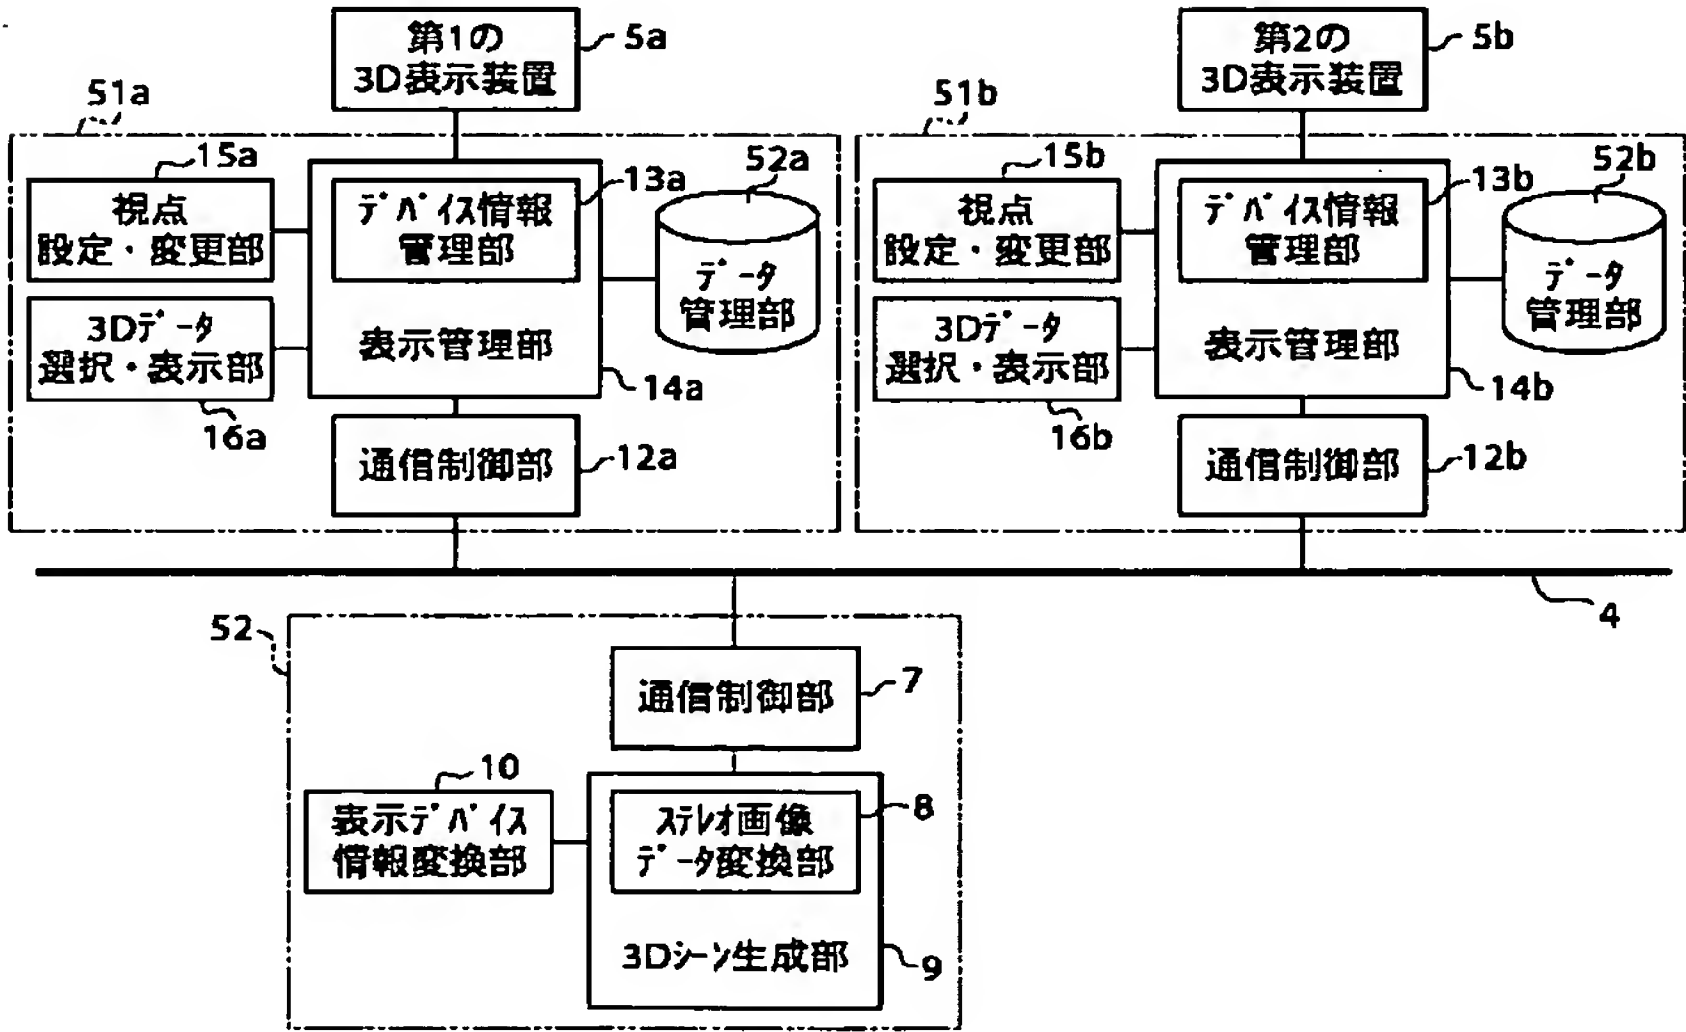 第1の
3D表示装置
5a
第2の
3D表示装置
5b
51a
51b
15a
視点
設定・変更部
デバイス情報
管理部
13a
52a
データ
管理部
3Dデータ
選択・表示部
16a
表示管理部
14a
通信制御部
12a
15b
視点
設定・変更部
デバイス情報
管理部
13b
52b
データ
管理部
3Dデータ
選択・表示部
16b
表示管理部
14b
通信制御部
12b
4
52
通信制御部
7
10
表示デバイス
情報変換部
ステレオ画像
データ変換部
8
3Dシーン生成部
9